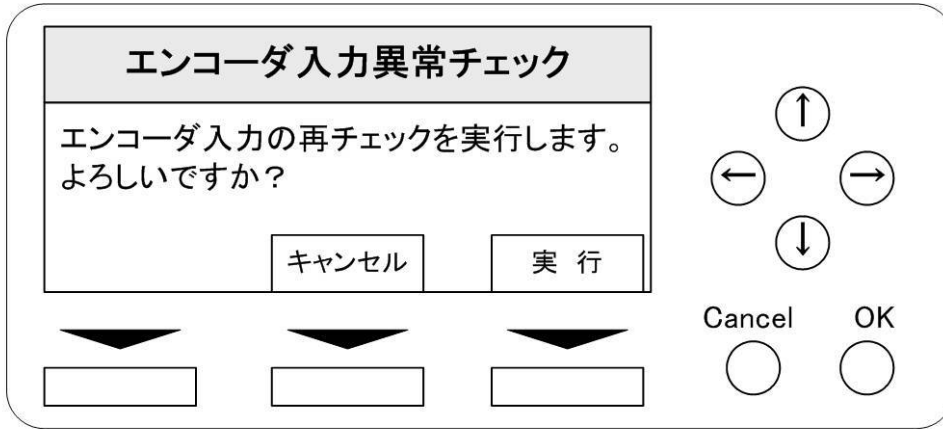 エンコーダ入力異常チェック
エンコーダ入力の再チェックを実行します。
よろしいですか？
キャンセル
実 行
Cancel
OK